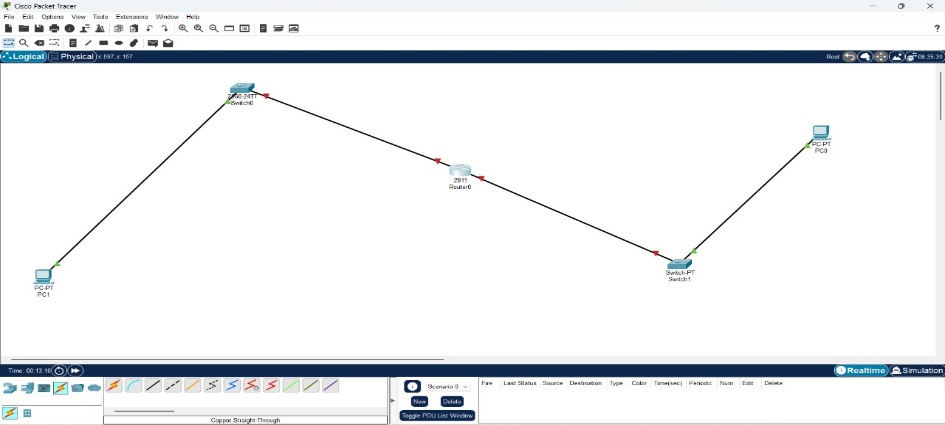 Cisco Packet Tracer
File Edit Options View Tools Extensions Window Help
Logical Physical x: 667, y: 167
Root 06:35:30
2960-24TT
Switch0
PC-PT
PC0
2911
Router0
Switch-PT
Switch1
PC-PT
PC1
Time: 00:13:10
Realtime Simulation
Scenario 0
New Delete
Toggle PDU List Window
Fire Last Status Source Destination Type Color Time(sec) Periodic Num Edit Delete
Copper Straight-Through